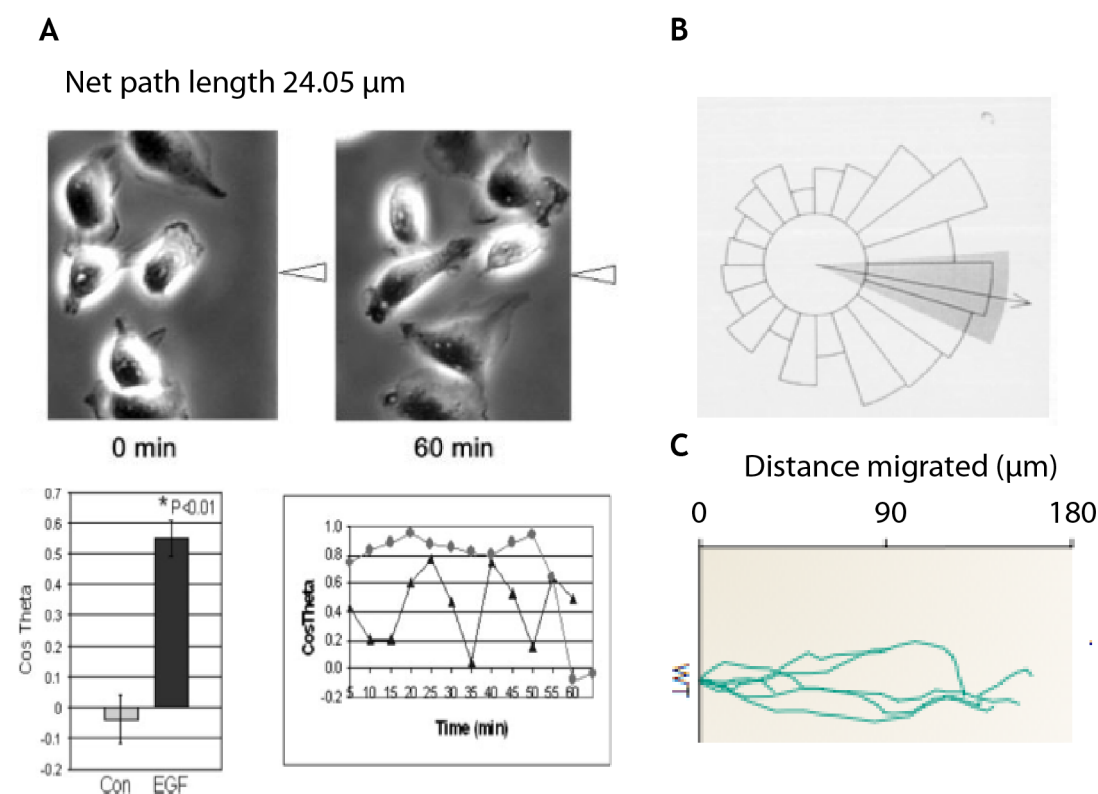 A
Net path length 24.05 µm
0 min
60 min
0.7
0.6
0.5
0.4
0.3
0.2
0.1
0
-0.1
-0.2
Cos Theta
* P<0.01
Con EGF
1.0
0.8
0.6
0.4
0.2
0.0
-0.2
CosTheta
5 10 15 20 25 30 35 40 45 50 55 60
Time (min)
B
C
Distance migrated (µm)
0 90 180
WT